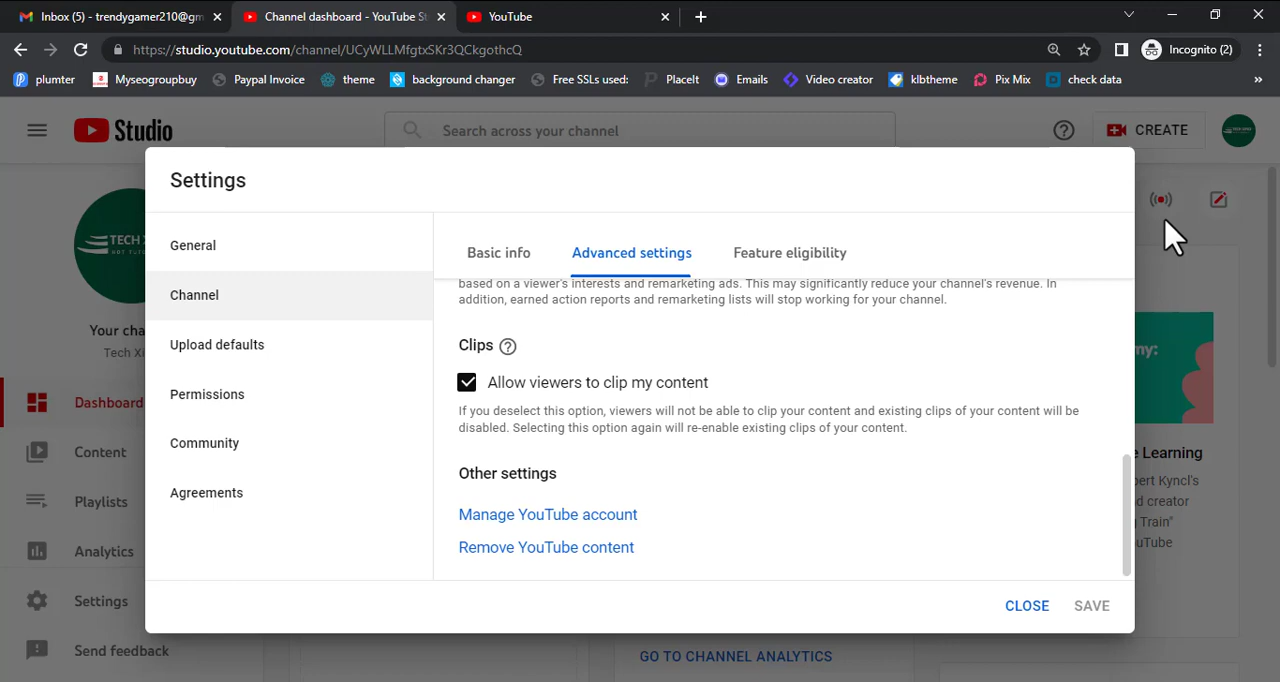 Inbox (5) - trendygamer210@gm
Channel dashboard - YouTube St
YouTube
https://studio.youtube.com/channel/UCyWLLMfgtxSKr3QCkgothcQ
Incognito (2)
plumter
Myseogroupbuy
Paypal Invoice
theme
background changer
Free SSLs used:
PlaceIt
Emails
Video creator
klbtheme
Pix Mix
check data
»
Studio
Search across your channel
CREATE
Settings
General
Channel
Upload defaults
Permissions
Community
Agreements
Basic info
Advanced settings
Feature eligibility
based on a viewer's interests and remarketing ads. This may significantly reduce your channel's revenue. In
addition, earned action reports and remarketing lists will stop working for your channel.
Clips
Allow viewers to clip my content
If you deselect this option, viewers will not be able to clip your content and existing clips of your content will be
disabled. Selecting this option again will re-enable existing clips of your content.
Other settings
Manage YouTube account
Remove YouTube content
CLOSE
SAVE
TECH X
Your cha
Tech Xi
Dashboard
Content
Playlists
Analytics
Settings
Send feedback
GO TO CHANNEL ANALYTICS
my:
e Learning
bert Kyncl's
d creator
g Train"
uTube